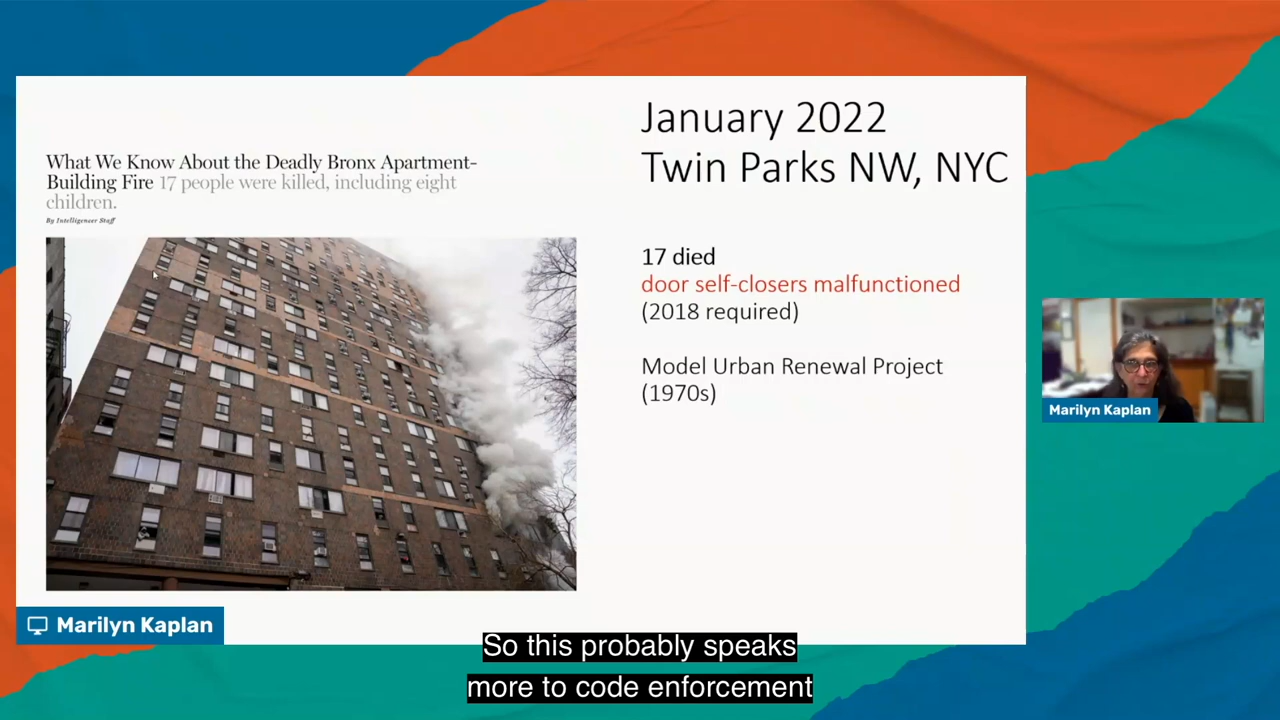 What We Know About the Deadly Bronx Apartment-
Building Fire 17 people were killed, including eight
children.
By Intelligencer Staff
January 2022
Twin Parks NW, NYC
17 died
door self-closers malfunctioned
(2018 required)
Model Urban Renewal Project
(1970s)
Marilyn Kaplan
Marilyn Kaplan
So this probably speaks
more to code enforcement